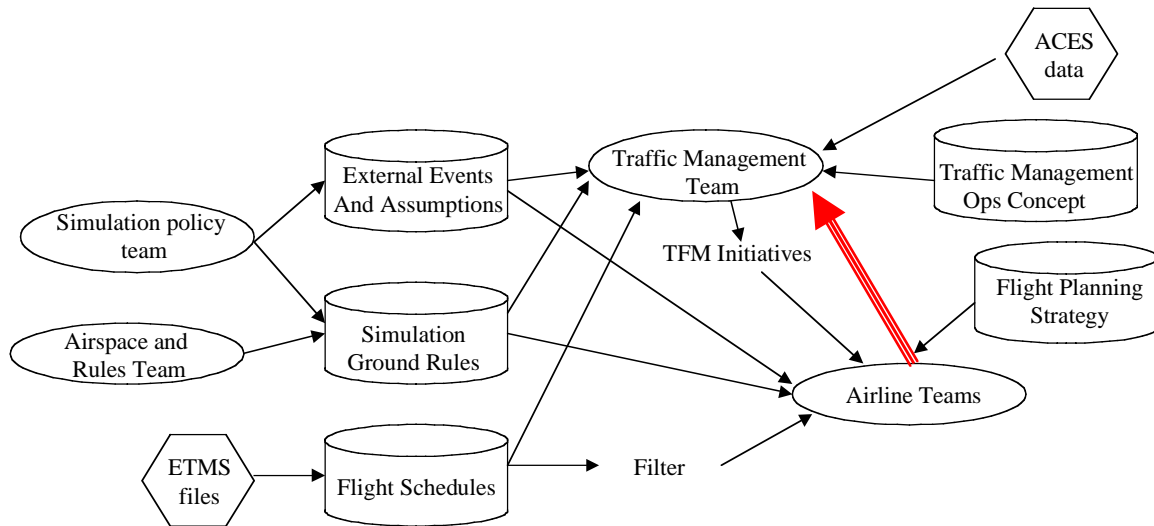 ACES
data
External Events
And Assumptions
Traffic Management
Team
Traffic Management
Ops Concept
Simulation policy
team
TFM Initiatives
Flight Planning
Strategy
Airspace and
Rules Team
Simulation
Ground Rules
Airline Teams
ETMS
files
Flight Schedules
Filter